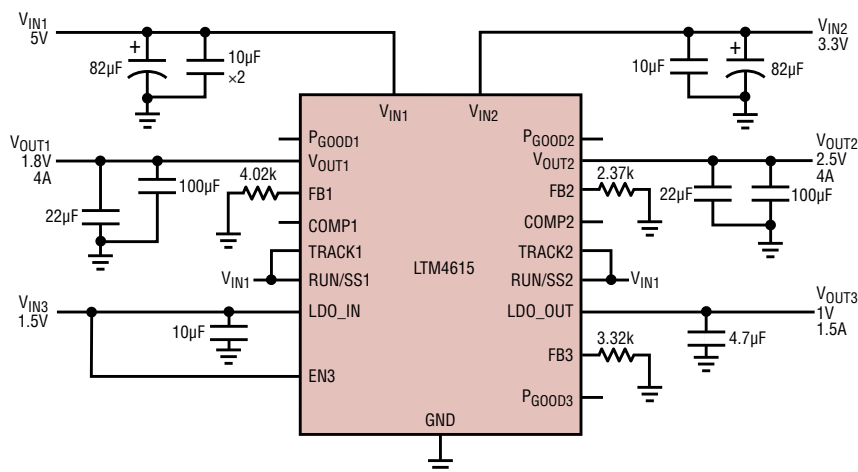 VIN1
5V
82µF
+
10µF
×2
VIN2
3.3V
10µF
+
82µF
VIN1
VIN2
PGOOD1
PGOOD2
VOUT1
1.8V
4A
VOUT1
VOUT2
VOUT2
2.5V
4A
22µF
100µF
4.02k
FB1
FB2
2.37k
22µF
100µF
COMP1
COMP2
TRACK1
TRACK2
LTM4615
VIN1
RUN/SS1
RUN/SS2
VIN1
VIN3
1.5V
LDO_IN
LDO_OUT
VOUT3
1V
1.5A
10µF
4.7µF
3.32k
FB3
EN3
PGOOD3
GND